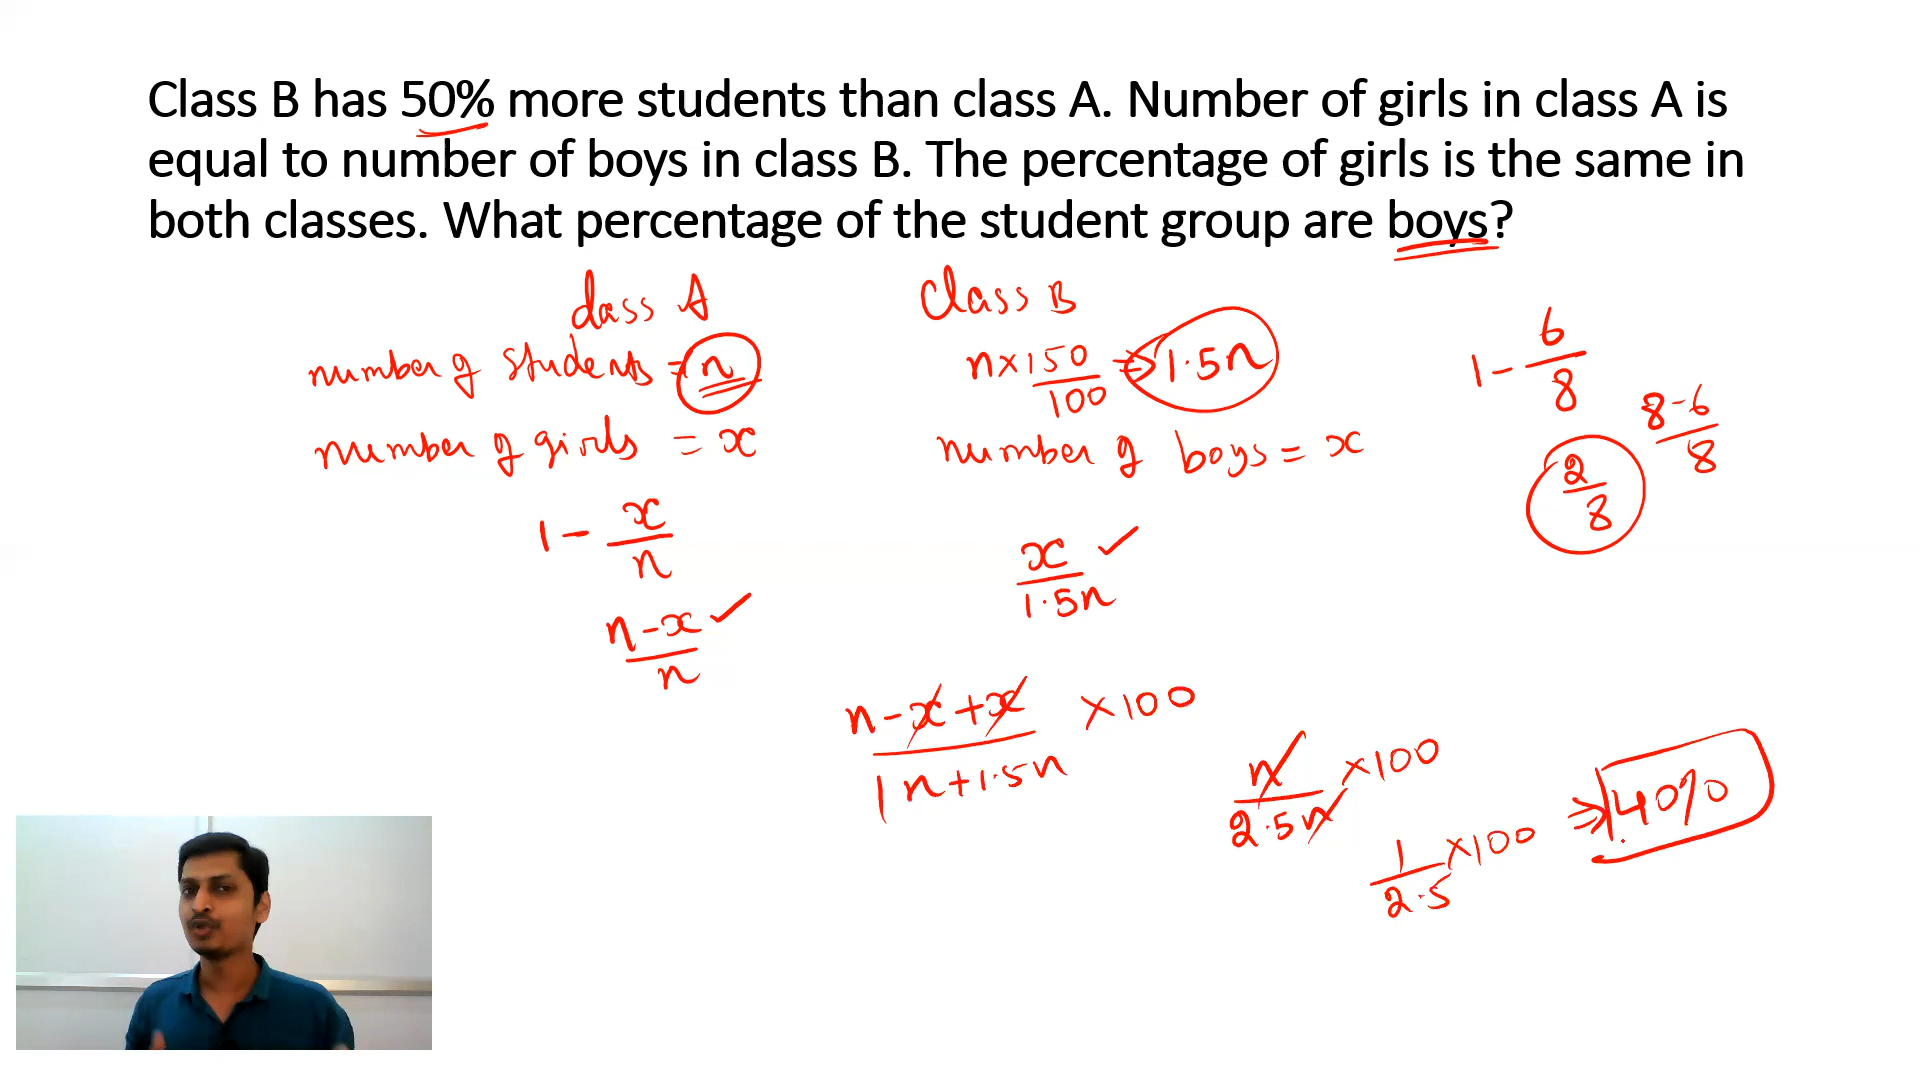 Class B has 50% more students than class A. Number of girls in class A is
equal to number of boys in class B. The percentage of girls is the same in
both classes. What percentage of the student group are boys?
class A
number of students = n
number of girls = x
1 - x/n
n-x/n ✓
Class B
n×150/100 ⇒ 1.5n
number of boys = x
x/1.5n ✓
1 - 6/8
8-6/8
2/8
n-x+x/1n+1.5n ×100
n/2.5n ×100
1/2.5 ×100 ⇒ 40%